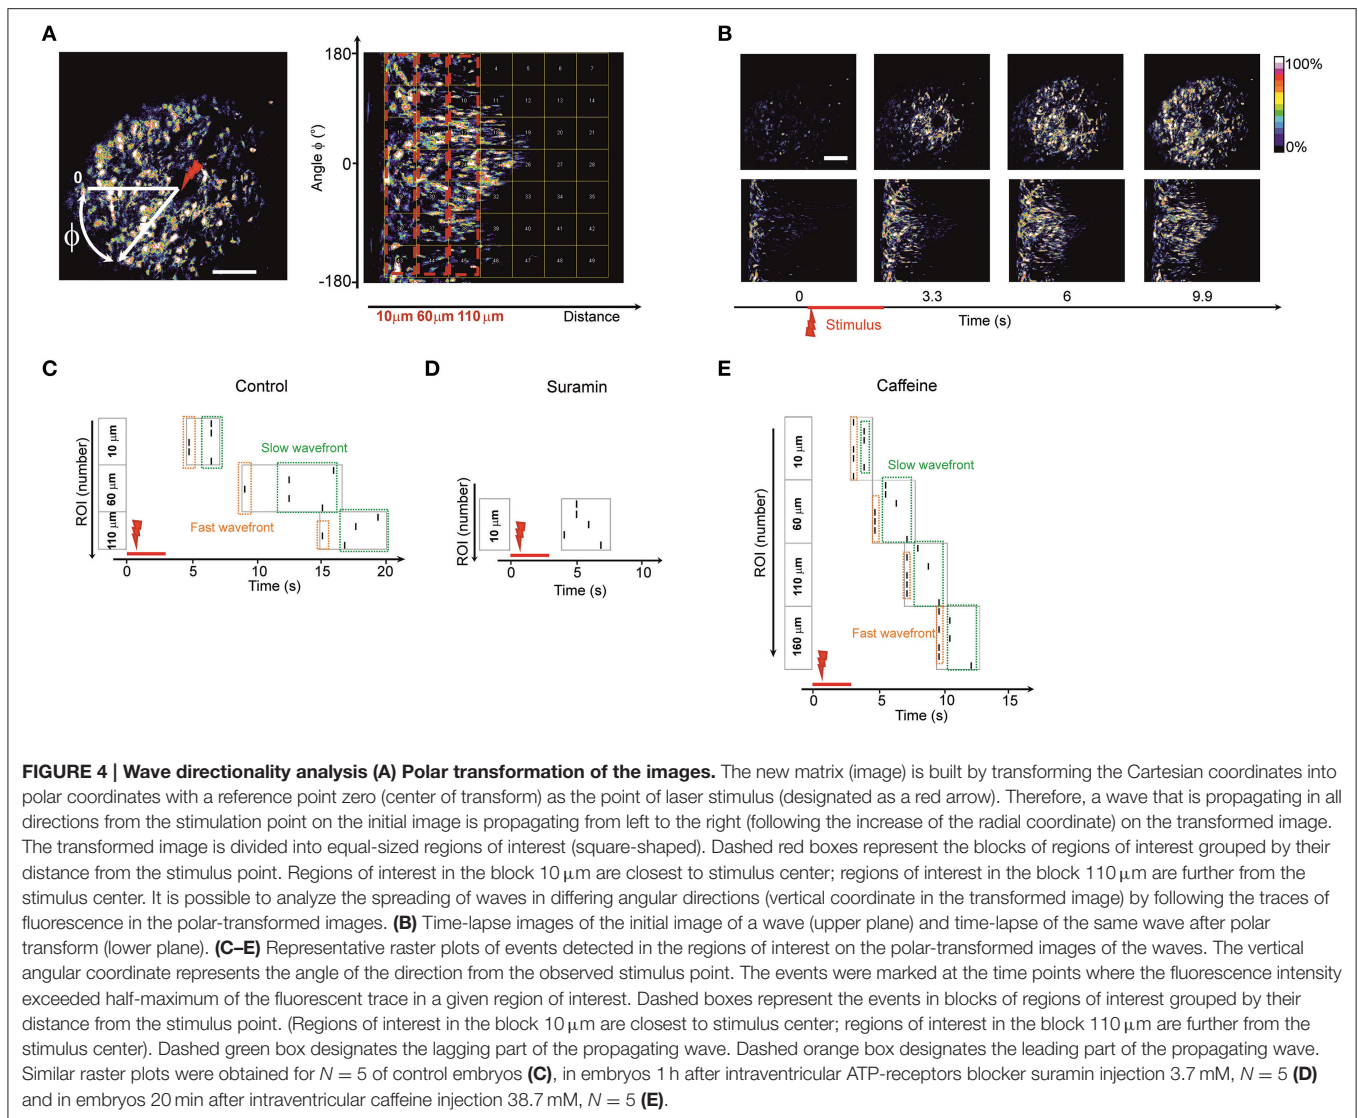 A
B
180
0
-180
Angle ϕ (°)
0
ϕ
10μm 60μm 110 μm
Distance
100%
0%
0 3.3 6 9.9
Stimulus
Time (s)
C
D
E
Control
Suramin
Caffeine
ROI (number)
10 μm
60 μm
110 μm
Slow wavefront
Fast wavefront
0 5 10 15 20
Time (s)
ROI (number)
10 μm
0 5 10
Time (s)
ROI (number)
10 μm
60 μm
110 μm
160 μm
Slow wavefront
Fast wavefront
0 5 10 15
Time (s)
FIGURE 4 | Wave directionality analysis (A) Polar transformation of the images. The new matrix (image) is built by transforming the Cartesian coordinates into
polar coordinates with a reference point zero (center of transform) as the point of laser stimulus (designated as a red arrow). Therefore, a wave that is propagating in all
directions from the stimulation point on the initial image is propagating from left to the right (following the increase of the radial coordinate) on the transformed image.
The transformed image is divided into equal-sized regions of interest (square-shaped). Dashed red boxes represent the blocks of regions of interest grouped by their
distance from the stimulus point. Regions of interest in the block 10 μm are closest to stimulus center; regions of interest in the block 110 μm are further from the
stimulus center. It is possible to analyze the spreading of waves in differing angular directions (vertical coordinate in the transformed image) by following the traces of
fluorescence in the polar-transformed images. (B) Time-lapse images of the initial image of a wave (upper plane) and time-lapse of the same wave after polar
transform (lower plane). (C–E) Representative raster plots of events detected in the regions of interest on the polar-transformed images of the waves. The vertical
angular coordinate represents the angle of the direction from the observed stimulus point. The events were marked at the time points where the fluorescence intensity
exceeded half-maximum of the fluorescent trace in a given region of interest. Dashed boxes represent the events in blocks of regions of interest grouped by their
distance from the stimulus point. (Regions of interest in the block 10 μm are closest to stimulus center; regions of interest in the block 110 μm are further from the
stimulus center). Dashed green box designates the lagging part of the propagating wave. Dashed orange box designates the leading part of the propagating wave.
Similar raster plots were obtained for N = 5 of control embryos (C), in embryos 1 h after intraventricular ATP-receptors blocker suramin injection 3.7 mM, N = 5 (D)
and in embryos 20 min after intraventricular caffeine injection 38.7 mM, N = 5 (E).